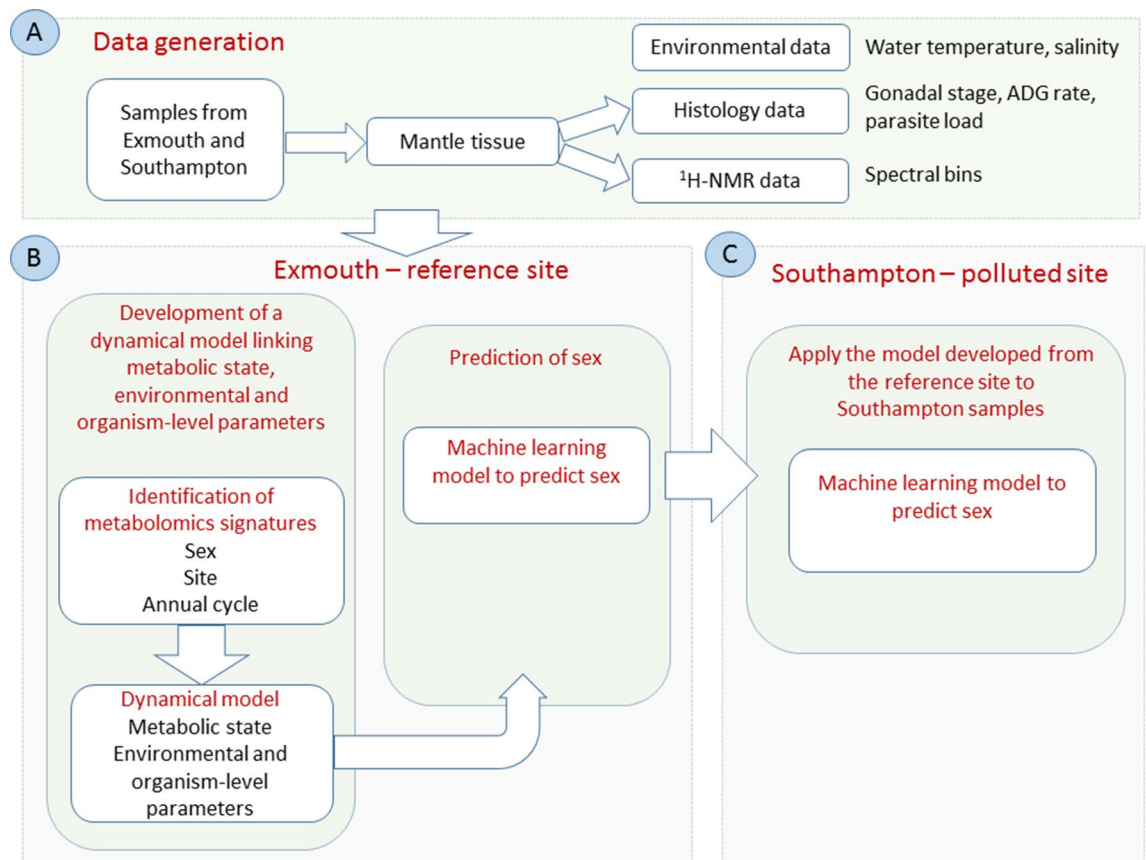 A
Data generation
Samples from
Exmouth and
Southampton
Mantle tissue
Environmental data
Water temperature, salinity
Histology data
Gonadal stage, ADG rate,
parasite load
¹H-NMR data
Spectral bins
B
Exmouth – reference site
Development of a
dynamical model linking
metabolic state,
environmental and
organism-level parameters
Identification of
metabolomics signatures
Sex
Site
Annual cycle
Dynamical model
Metabolic state
Environmental and
organism-level
parameters
Prediction of sex
Machine learning
model to predict sex
C
Southampton – polluted site
Apply the model developed from
the reference site to
Southampton samples
Machine learning model to
predict sex